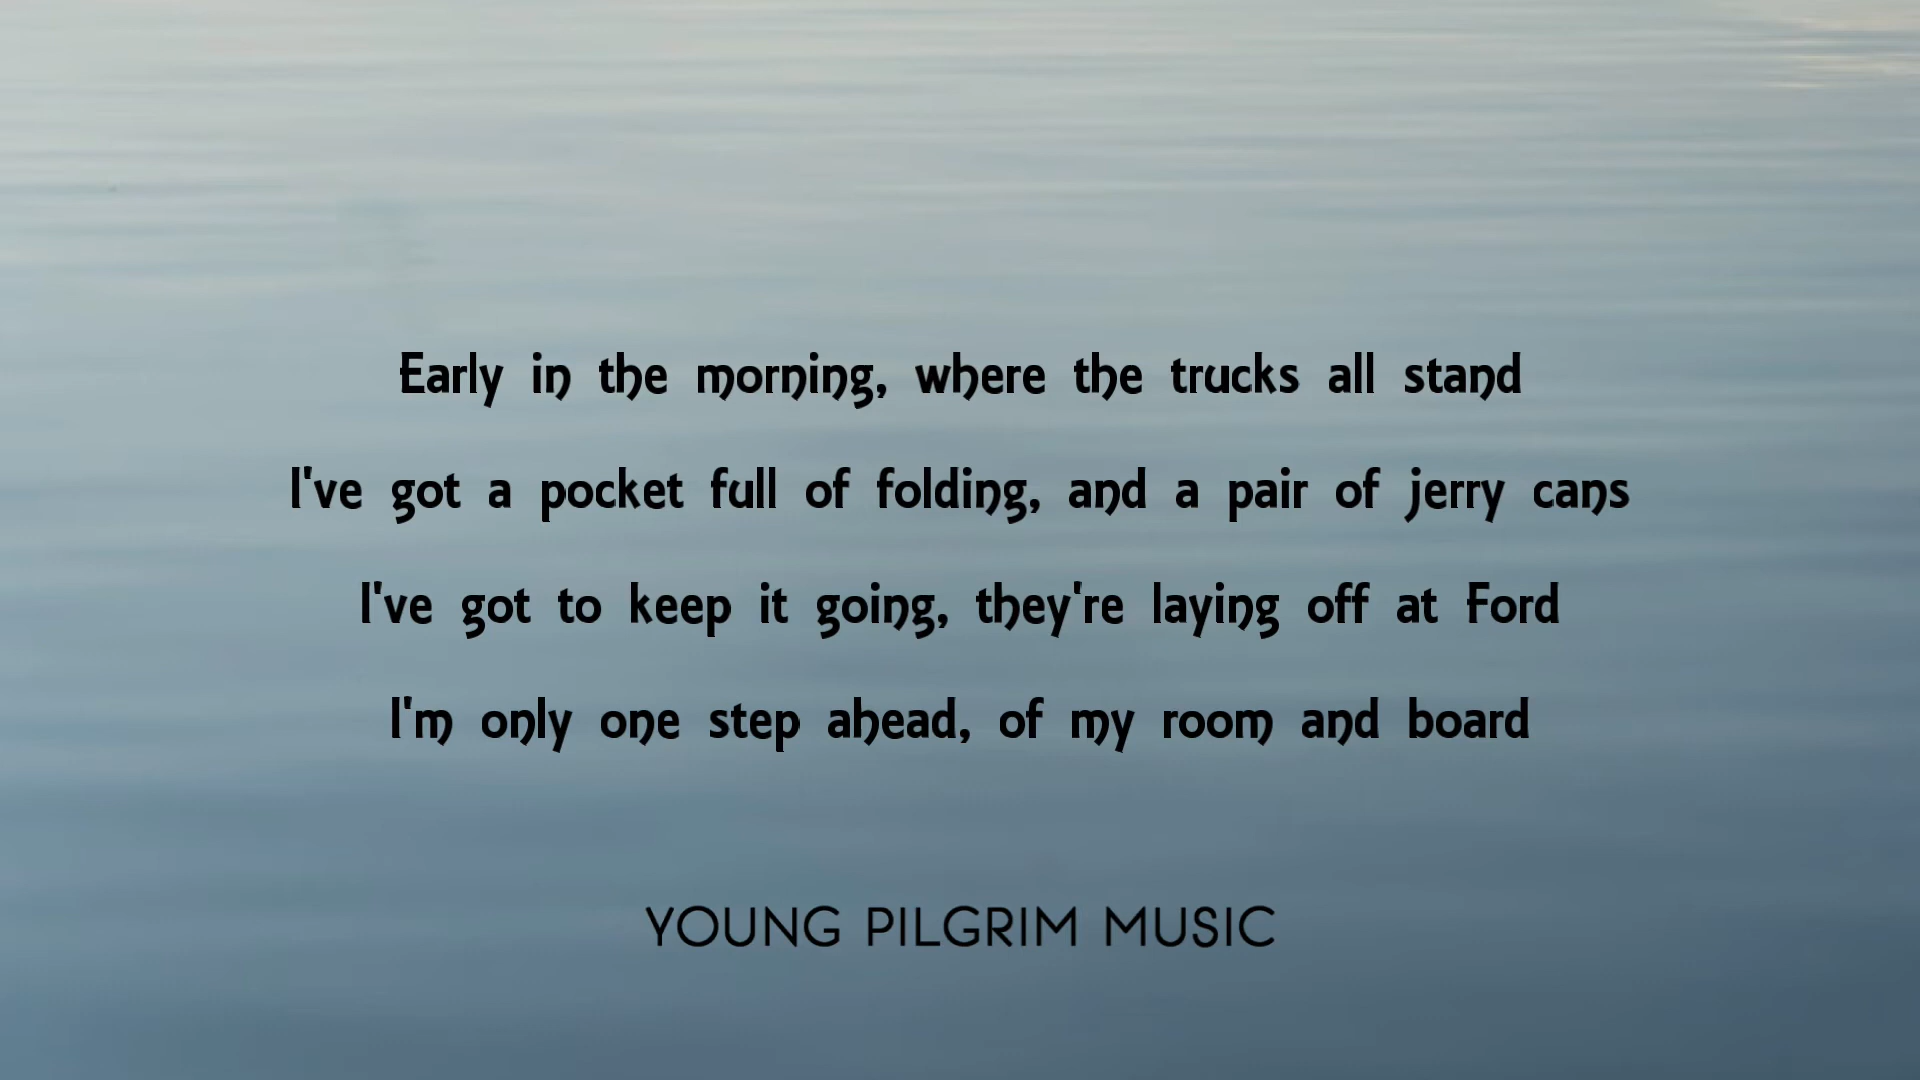 Early in the morning, where the trucks all stand
I've got a pocket full of folding, and a pair of jerry cans
I've got to keep it going, they're laying off at Ford
I'm only one step ahead, of my room and board
YOUNG PILGRIM MUSIC